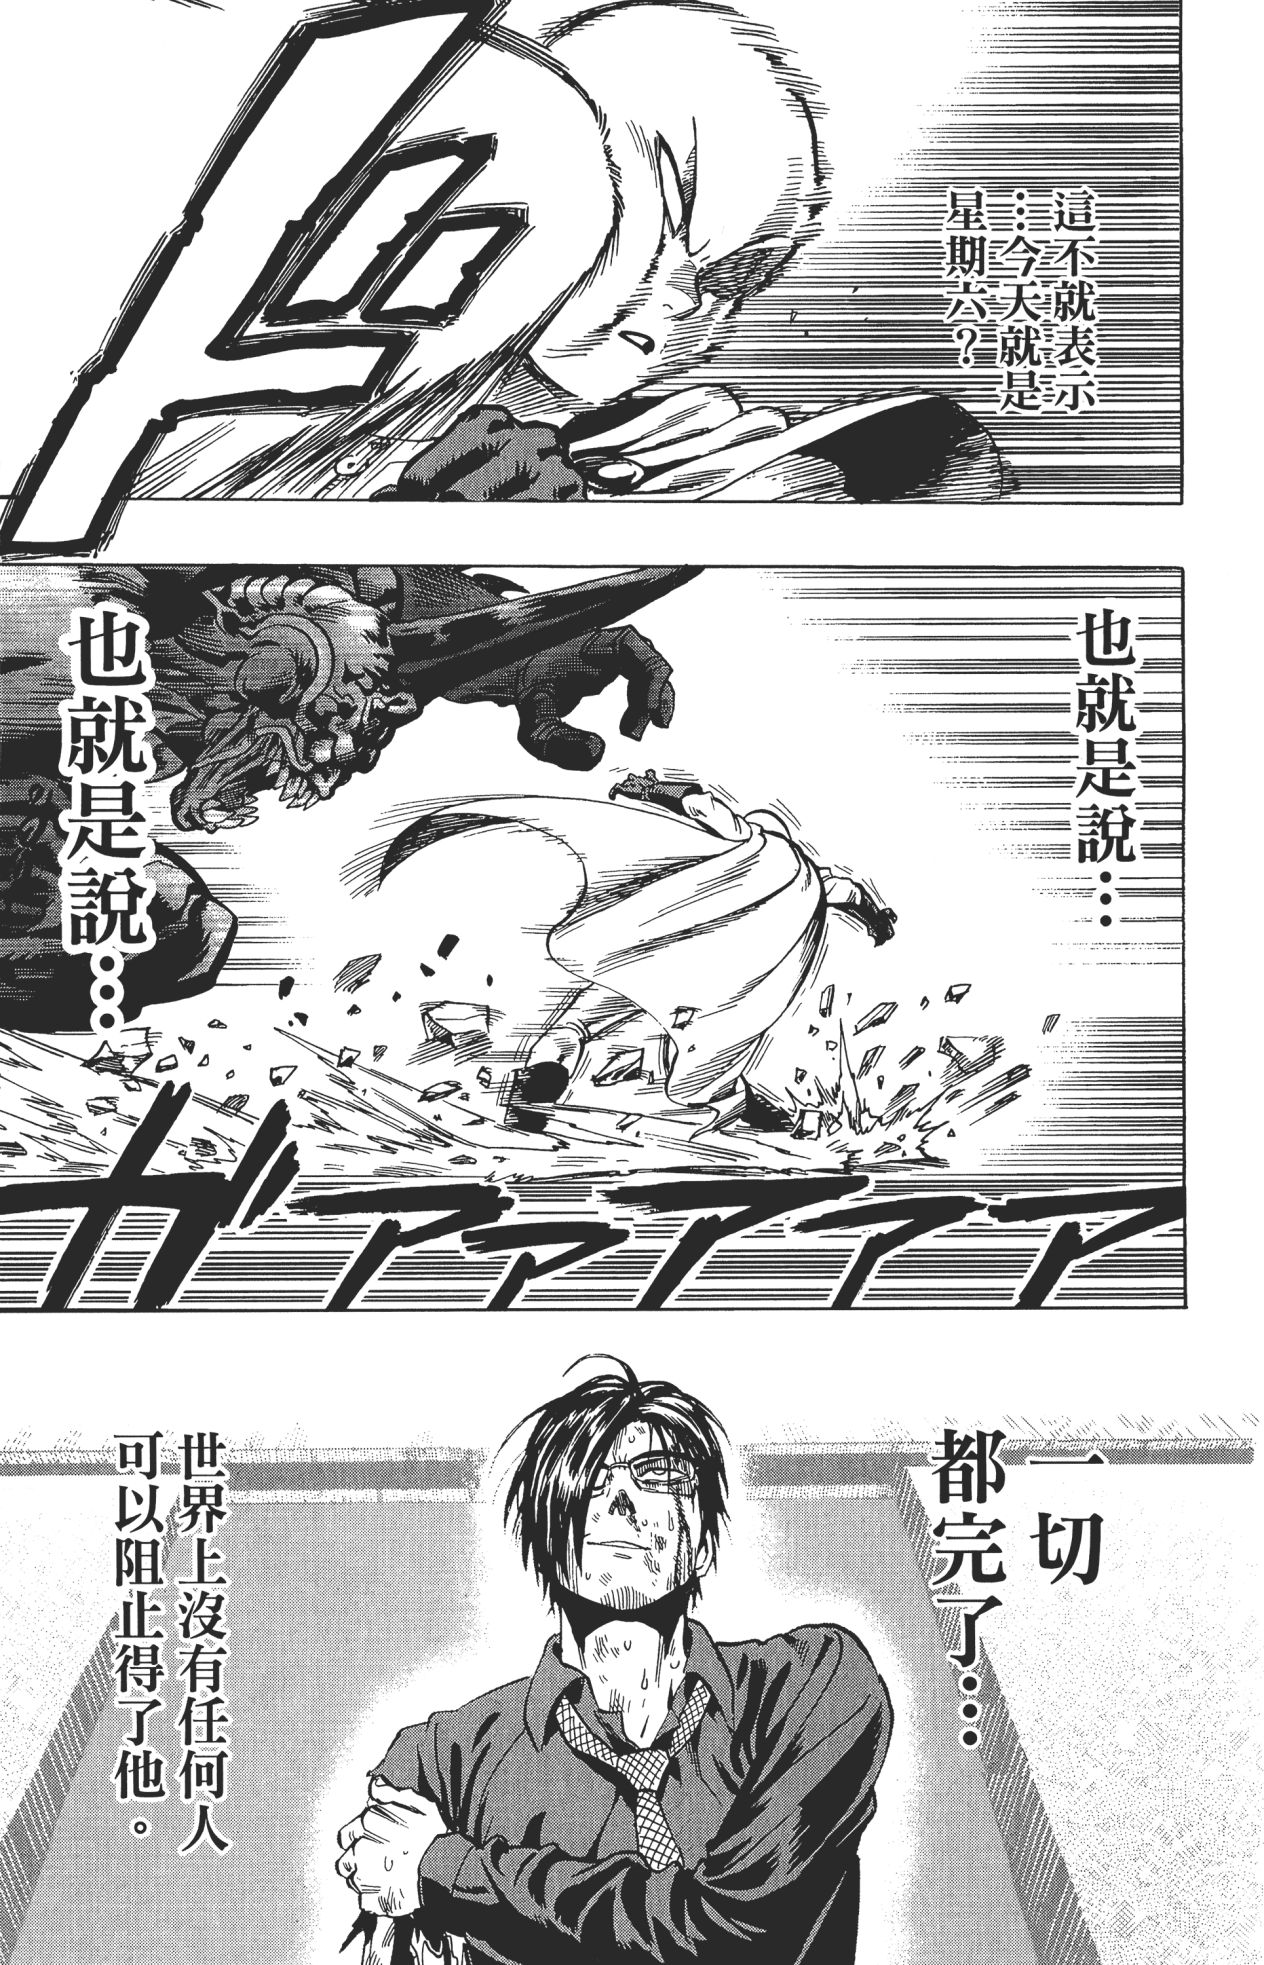 這不就表示
…今天就是
星期六？
ド
也就是說…
也就是說……
ガァァァァァ
一切
都完了…
世界上沒有任何人
可以阻止得了他。